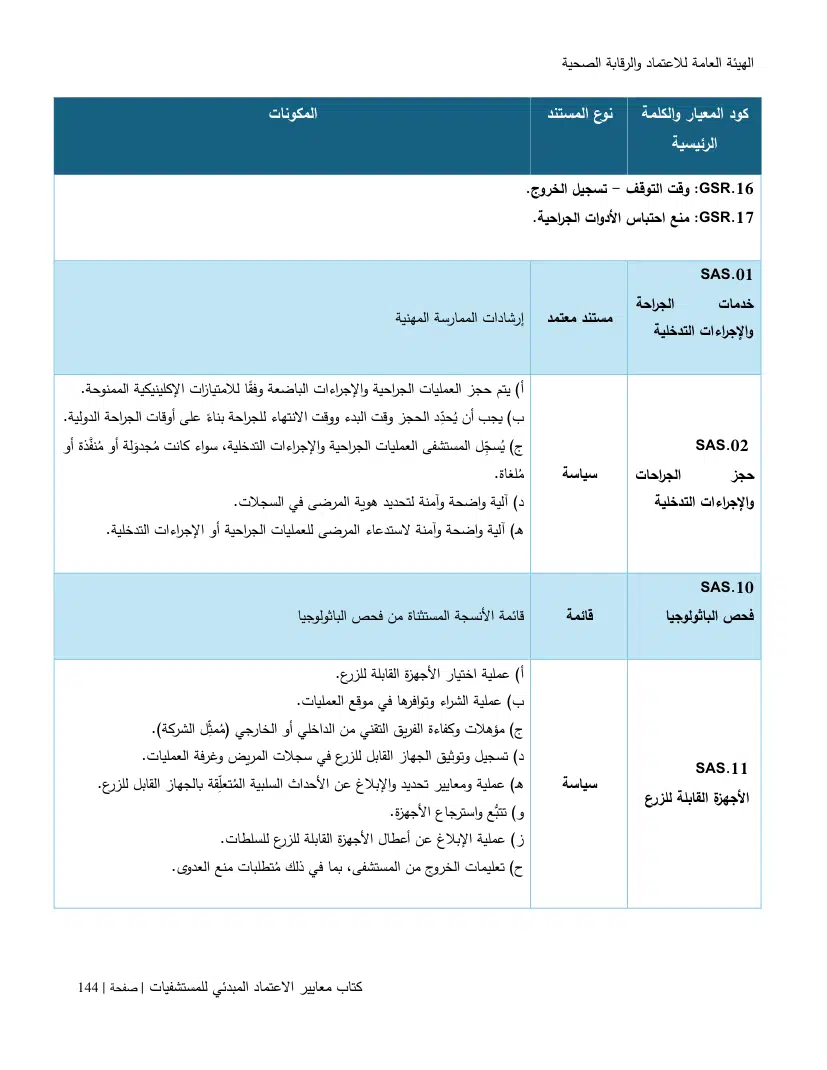 الهيئة العامة للاعتماد والرقابة الصحية
كود المعيار والكلمة الرئيسية
نوع المستند
المكونات
GSR.16: وقت التوقف – تسجيل الخروج.
GSR.17: منع احتباس الأدوات الجراحية.
SAS.01
خدمات الجراحة
والإجراءات التدخلية
مستند معتمد
إرشادات الممارسة المهنية
SAS.02
حجز الجراحات
والإجراءات التدخلية
سياسة
أ) يتم حجز العمليات الجراحية والإجراءات الباضعة وفقًا للامتيازات الإكلينيكية الممنوحة.
ب) يجب أن يُحدِّد الحجز وقت البدء ووقت الانتهاء للجراحة بناءً على أوقات الجراحة الدولية.
ج) يُسجِّل المستشفى العمليات الجراحية والإجراءات التدخلية، سواء كانت مُجدوَلة أو مُنفَّذة أو
مُلغاة.
د) آلية واضحة وآمنة لتحديد هوية المرضى في السجلات.
هـ) آلية واضحة وآمنة لاستدعاء المرضى للعمليات الجراحية أو الإجراءات التدخلية.
SAS.10
فحص الباثولوجيا
قائمة
قائمة الأنسجة المستثناة من فحص الباثولوجيا
SAS.11
الأجهزة القابلة للزرع
سياسة
أ) عملية اختيار الأجهزة القابلة للزرع.
ب) عملية الشراء وتوافرها في موقع العمليات.
ج) مؤهلات وكفاءة الفريق التقني من الداخلي أو الخارجي (مُمثِّل الشركة).
د) تسجيل وتوثيق الجهاز القابل للزرع في سجلات المريض وغرفة العمليات.
هـ) عملية ومعايير تحديد والإبلاغ عن الأحداث السلبية المُتعلِّقة بالجهاز القابل للزرع.
و) تتبُّع واسترجاع الأجهزة.
ز) عملية الإبلاغ عن أعطال الأجهزة القابلة للزرع للسلطات.
ح) تعليمات الخروج من المستشفى، بما في ذلك مُتطلبات منع العدوى.
كتاب معايير الاعتماد المبدئي للمستشفيات | صفحة | 144